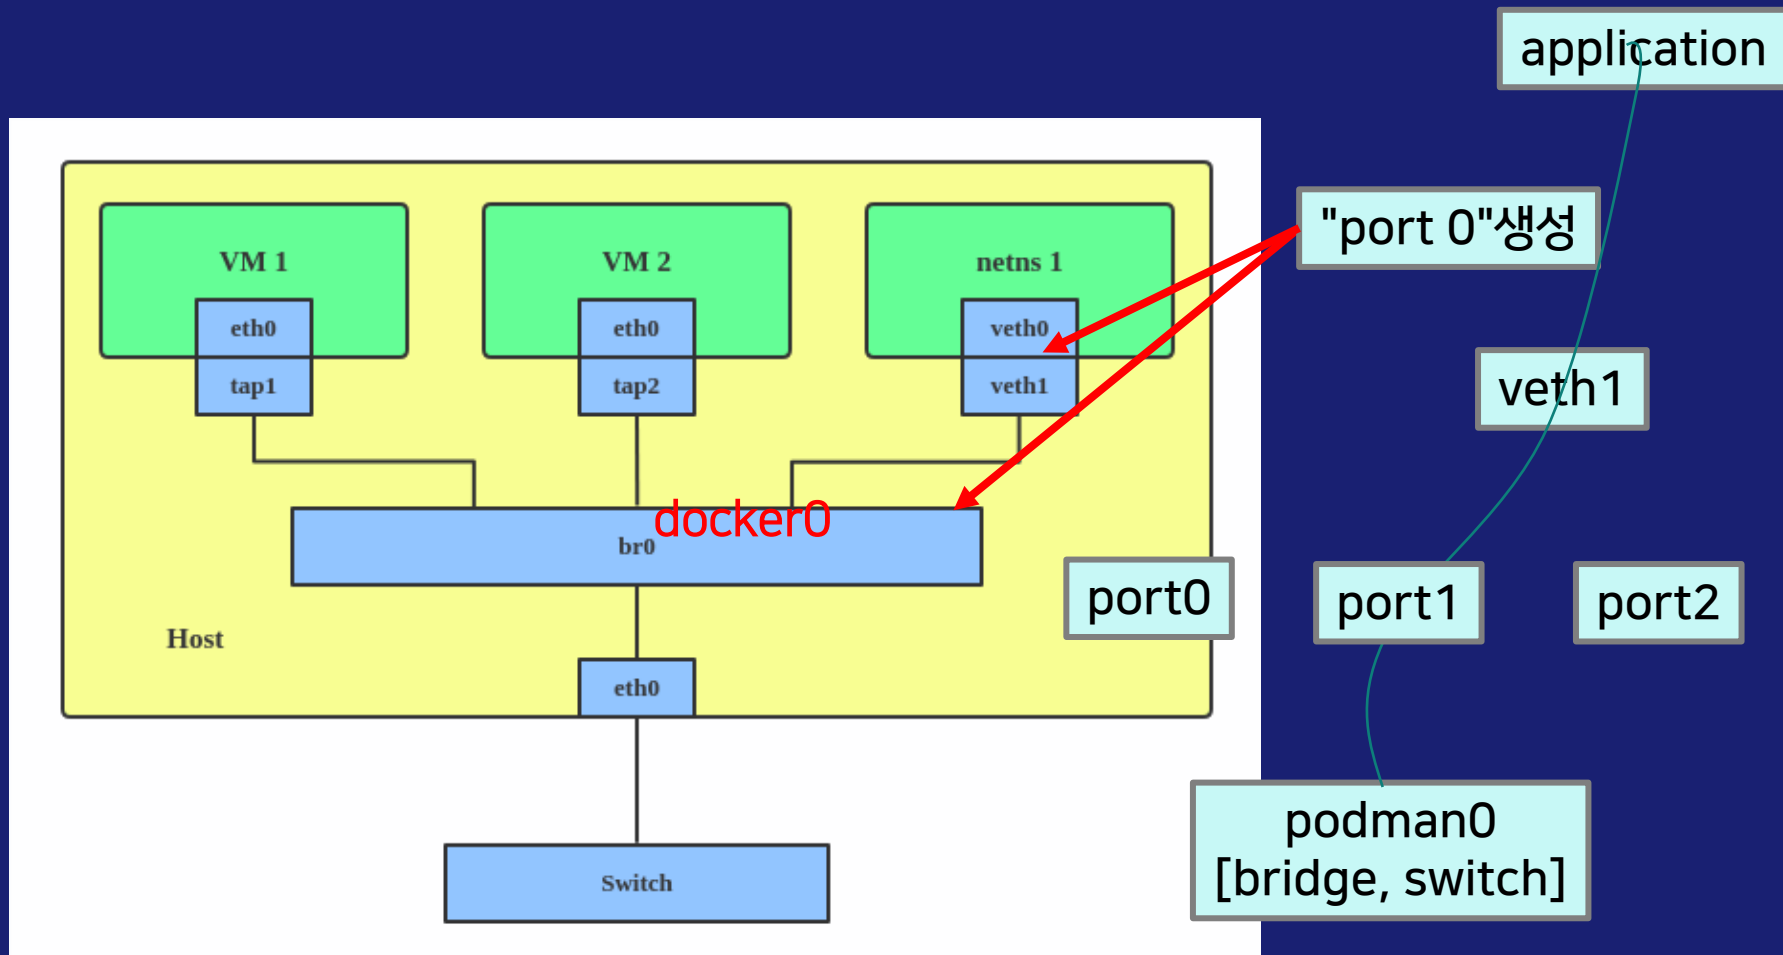 application
"port 0"생성
VM 1
VM 2
netns 1
eth0
eth0
veth0
tap1
tap2
veth1
veth1
docker0
br0
port0
port1
port2
Host
eth0
podman0
[bridge, switch]
Switch